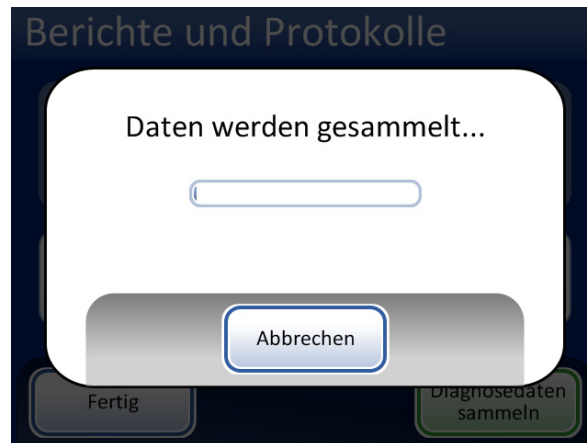 Berichte und Protokolle
Daten werden gesammelt...
Abbrechen
Fertig
Diagnosedaten
sammeln